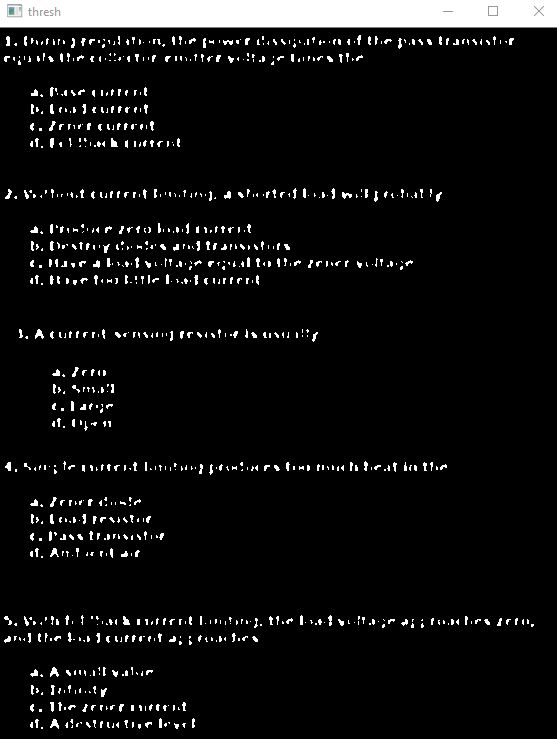 thresh
1. During regulation, the power dissipation of the pass transistor
equals the collector-emitter voltage times the
a. Base current
b. Load current
c. Zener current
d. Foldback current
2. Without current limiting, a shorted load will probably
a. Produce zero load current
b. Destroy diodes and transistors
c. Have a load voltage equal to the zener voltage
d. Have too little load current
3. A current-sensing resistor is usually
a. Zero
b. Small
c. Large
d. Open
4. Simple current limiting produces too much heat in the
a. Zener diode
b. Load resistor
c. Pass transistor
d. Ambient air
5. With foldback current limiting, the load voltage approaches zero,
and the load current approaches
a. A small value
b. Infinity
c. The zener current
d. A destructive level